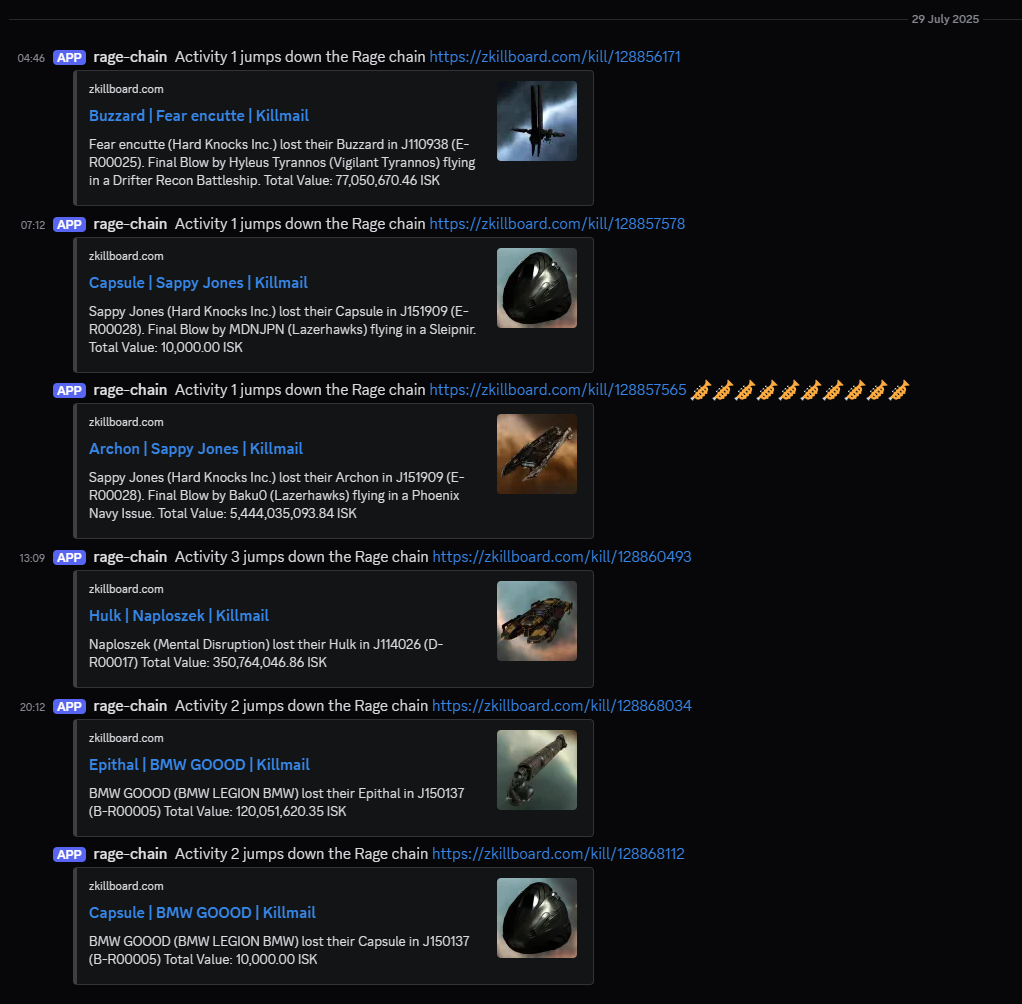 29 July 2025
04:46 APP rage-chain Activity 1 jumps down the Rage chain https://zkillboard.com/kill/128856171
zkillboard.com
Buzzard | Fear encutte | Killmail
Fear encutte (Hard Knocks Inc.) lost their Buzzard in J110938 (E-
R00025). Final Blow by Hyleus Tyrannos (Vigilant Tyrannos) flying
in a Drifter Recon Battleship. Total Value: 77,050,670.46 ISK
07:12 APP rage-chain Activity 1 jumps down the Rage chain https://zkillboard.com/kill/128857578
zkillboard.com
Capsule | Sappy Jones | Killmail
Sappy Jones (Hard Knocks Inc.) lost their Capsule in J151909 (E-
R00028). Final Blow by MDNJPN (Lazerhawks) flying in a Sleipnir.
Total Value: 10,000.00 ISK
APP rage-chain Activity 1 jumps down the Rage chain https://zkillboard.com/kill/128857565 🎺🎺🎺🎺🎺🎺🎺🎺🎺🎺
zkillboard.com
Archon | Sappy Jones | Killmail
Sappy Jones (Hard Knocks Inc.) lost their Archon in J151909 (E-
R00028). Final Blow by Baku0 (Lazerhawks) flying in a Phoenix
Navy Issue. Total Value: 5,444,035,093.84 ISK
13:09 APP rage-chain Activity 3 jumps down the Rage chain https://zkillboard.com/kill/128860493
zkillboard.com
Hulk | Naploszek | Killmail
Naploszek (Mental Disruption) lost their Hulk in J114026 (D-
R00017) Total Value: 350,764,046.86 ISK
20:12 APP rage-chain Activity 2 jumps down the Rage chain https://zkillboard.com/kill/128868034
zkillboard.com
Epithal | BMW GOOOD | Killmail
BMW GOOOD (BMW LEGION BMW) lost their Epithal in J150137
(B-R00005) Total Value: 120,051,620.35 ISK
APP rage-chain Activity 2 jumps down the Rage chain https://zkillboard.com/kill/128868112
zkillboard.com
Capsule | BMW GOOOD | Killmail
BMW GOOOD (BMW LEGION BMW) lost their Capsule in J150137
(B-R00005) Total Value: 10,000.00 ISK